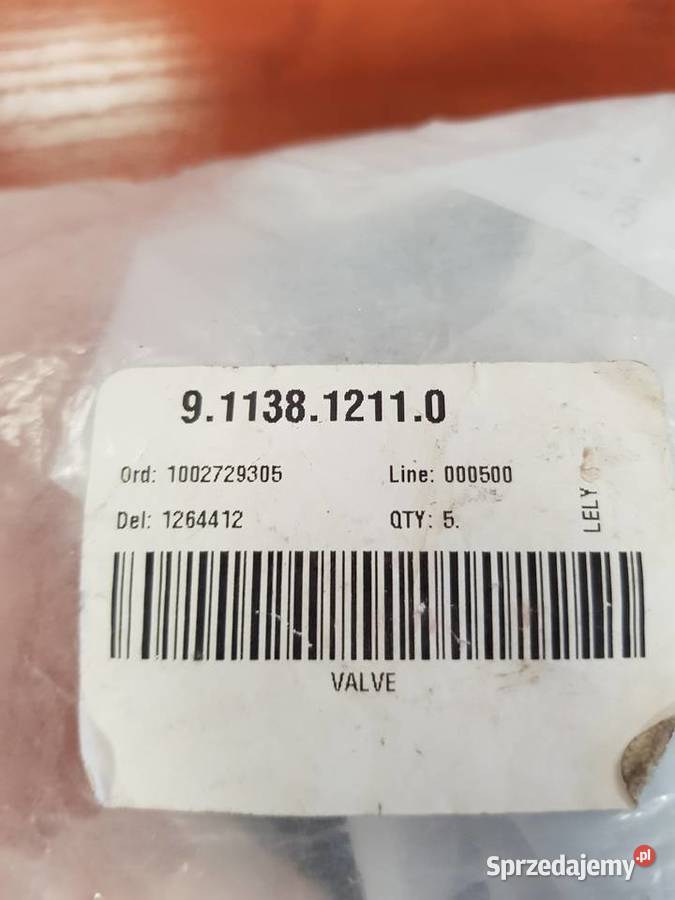 9.1138.1211.0
Ord: 1002729305 Line: 000500
Del: 1264412 QTY: 5.
LELY
VALVE
Sprzedajemy.pl